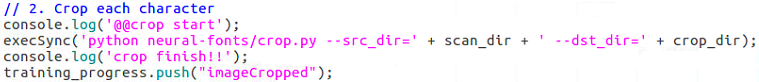 // 2. Crop each character
console.log('@@crop start');
execSync('python neural-fonts/crop.py --src_dir=' + scan_dir + ' --dst_dir=' + crop_dir);
console.log('crop finish!!');
training_progress.push("imageCropped");